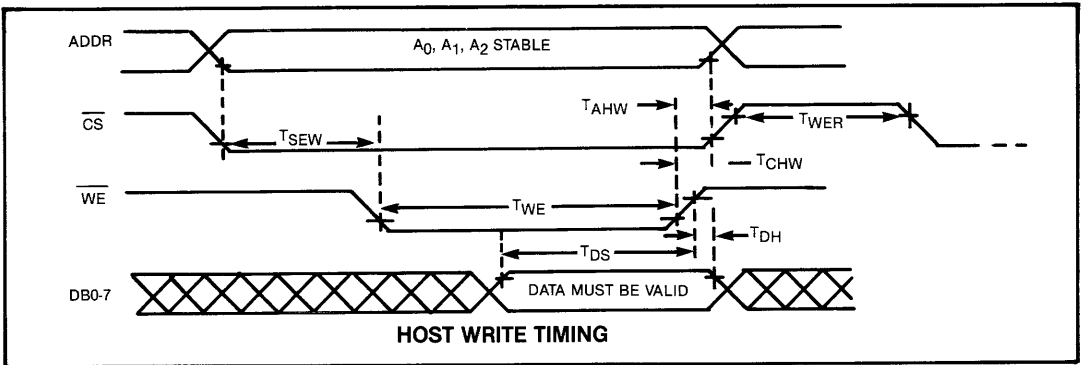 ADDR
A0, A1, A2 STABLE
CS
TSEW
TAHW
TWER
TCHW
WE
TWE
TDS
TDH
DB0-7
DATA MUST BE VALID
HOST WRITE TIMING